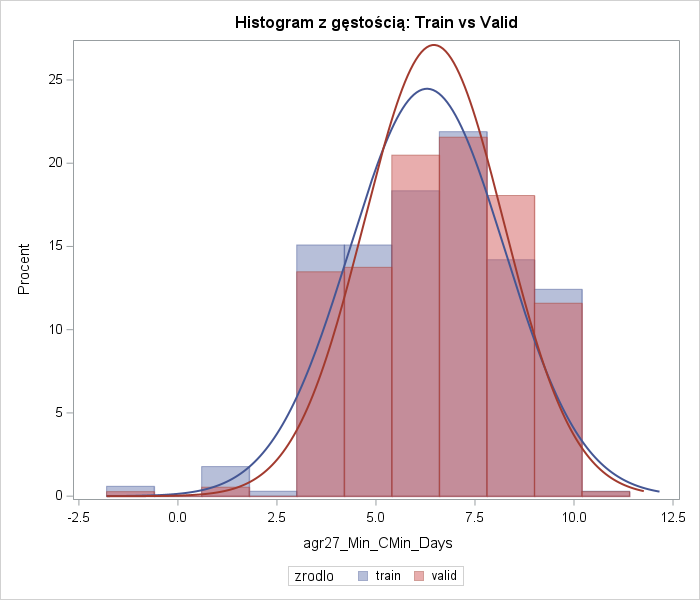 Histogram z gęstością: Train vs Valid
25
20
15
10
5
0
Procent
-2.5 0.0 2.5 5.0 7.5 10.0 12.5
agr27_Min_CMin_Days
zrodlo train valid